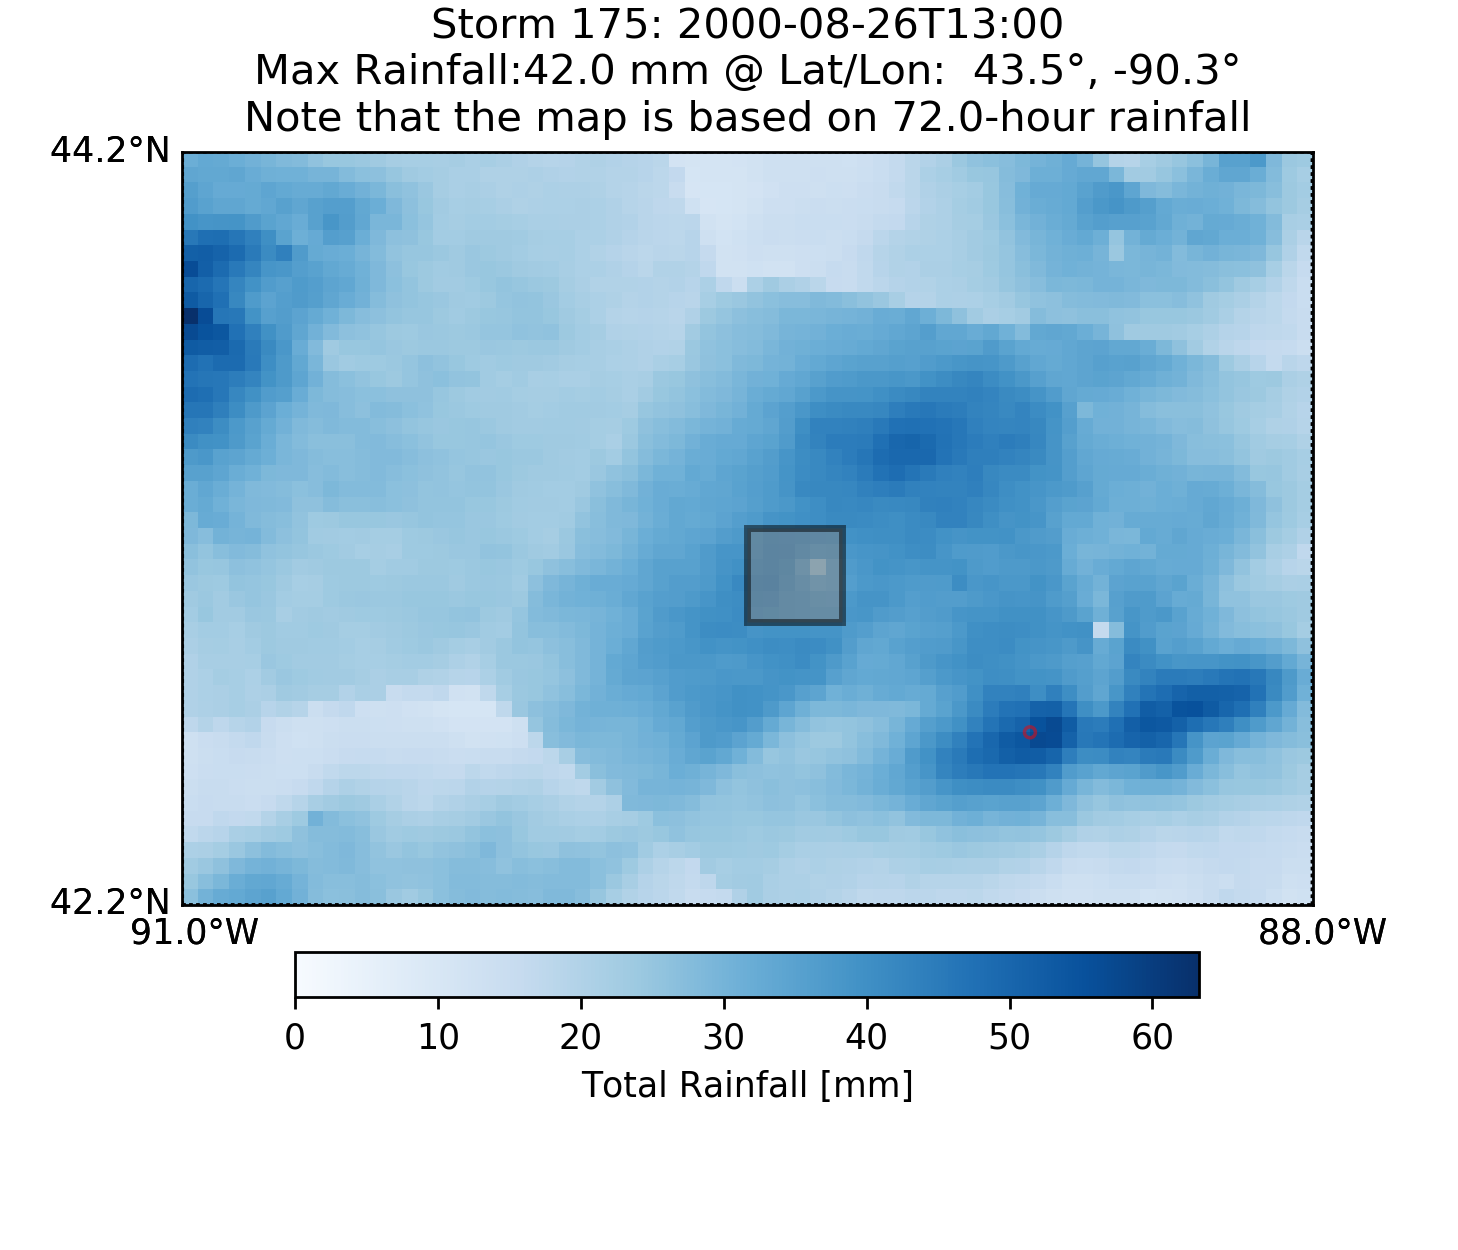 Storm 175: 2000-08-26T13:00
Max Rainfall:42.0 mm @ Lat/Lon:  43.5°, -90.3°
Note that the map is based on 72.0-hour rainfall
44.2°N
42.2°N
91.0°W
88.0°W
0 10 20 30 40 50 60
Total Rainfall [mm]